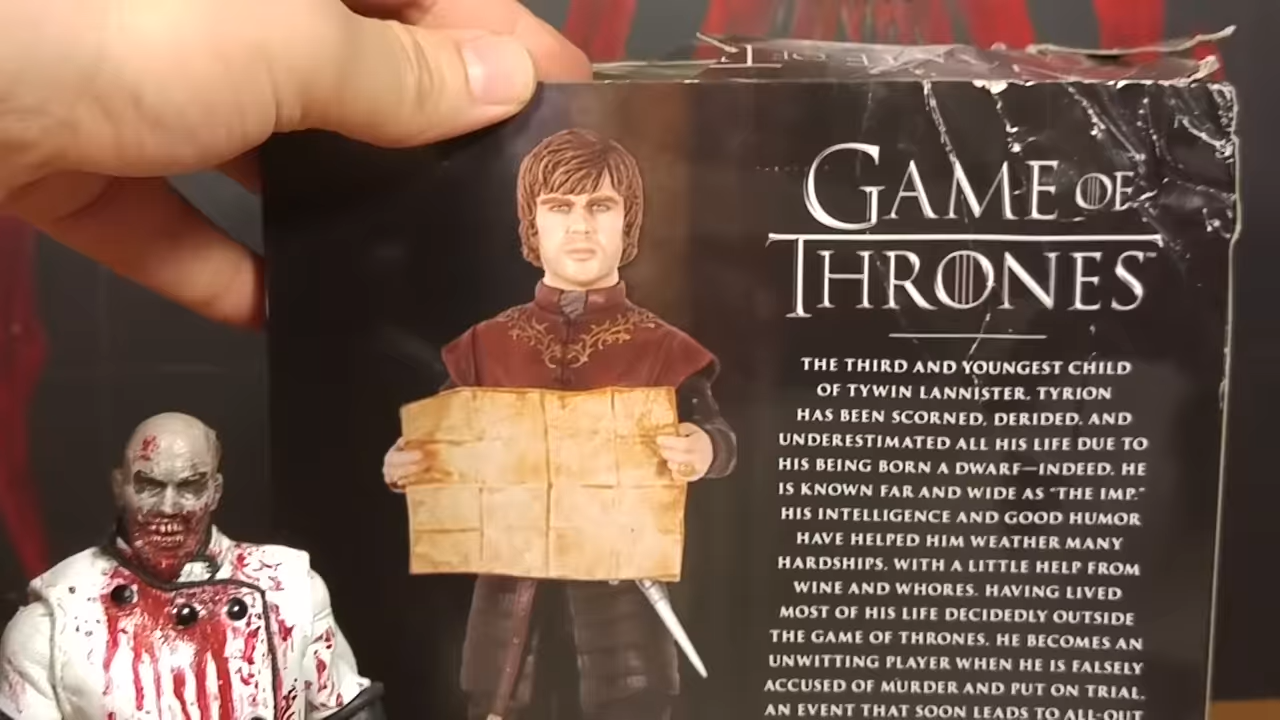 GAME OF
THRONES™
THE THIRD AND YOUNGEST CHILD
OF TYWIN LANNISTER, TYRION
HAS BEEN SCORNED, DERIDED, AND
UNDERESTIMATED ALL HIS LIFE DUE TO
HIS BEING BORN A DWARF—INDEED, HE
IS KNOWN FAR AND WIDE AS "THE IMP."
HIS INTELLIGENCE AND GOOD HUMOR
HAVE HELPED HIM WEATHER MANY
HARDSHIPS, WITH A LITTLE HELP FROM
WINE AND WHORES. HAVING LIVED
MOST OF HIS LIFE DECIDEDLY OUTSIDE
THE GAME OF THRONES, HE BECOMES AN
UNWITTING PLAYER WHEN HE IS FALSELY
ACCUSED OF MURDER AND PUT ON TRIAL,
AN EVENT THAT SOON LEADS TO ALL-OUT